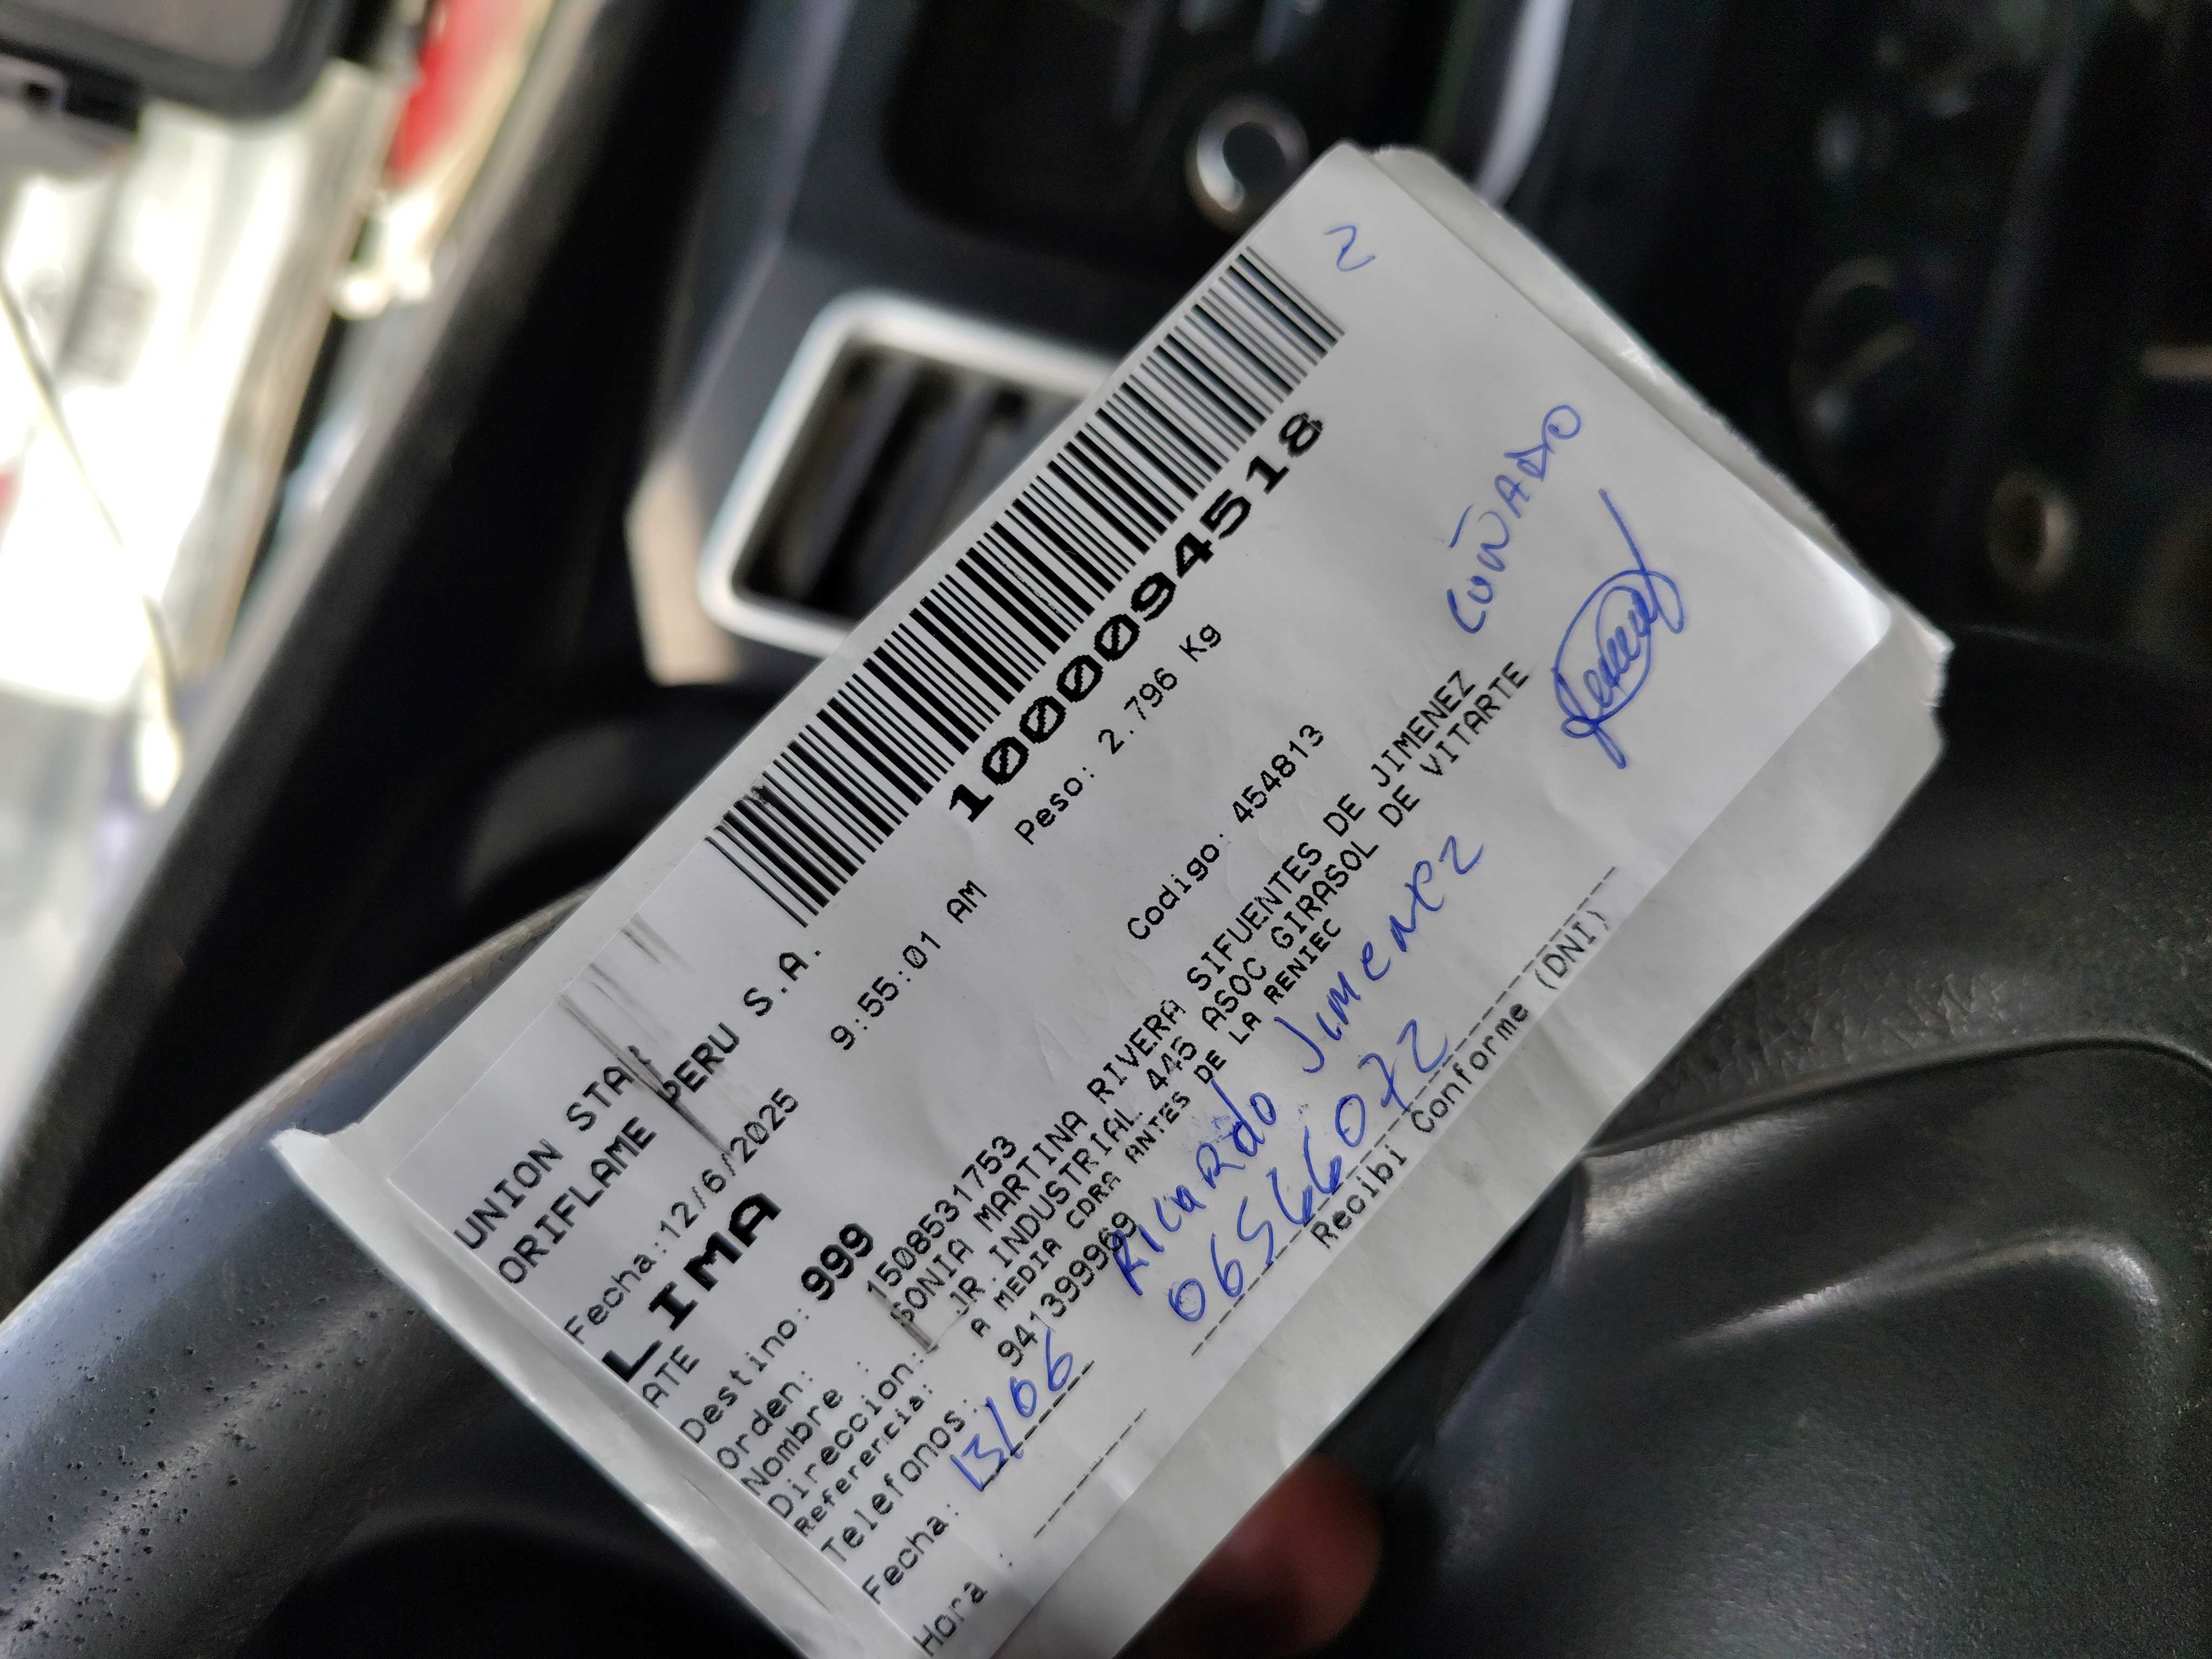 2
1000094518
UNION STAR
ORIFLAME PERU S.A.
Peso: 2.796 Kg
Fecha:12/6/2025 9:55:01 AM
LIMA
ATE
Destino: 999
Codigo: 454813
Orden: 1508531753
Nombre : SONIA MARTINA RIVERA SIFUENTES DE JIMENEZ
Direccion: JR.INDUSTRIAL 445 ASOC GIRASOL DE VITARTE
Referencia: A MEDIA CDRA ANTES DE LA RENIEC
Telefonos: 941399969
CUÑADO
Ricardo Jimenez
Fecha: 13/06
06566072
Recibi Conforme (DNI)
Hora :